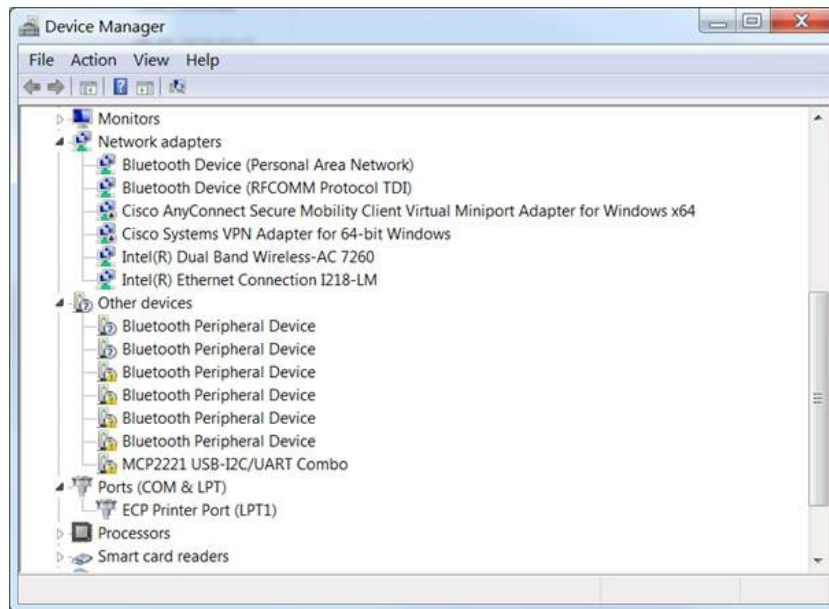 Device Manager
File Action View Help
Monitors
Network adapters
Bluetooth Device (Personal Area Network)
Bluetooth Device (RFCOMM Protocol TDI)
Cisco AnyConnect Secure Mobility Client Virtual Miniport Adapter for Windows x64
Cisco Systems VPN Adapter for 64-bit Windows
Intel(R) Dual Band Wireless-AC 7260
Intel(R) Ethernet Connection I218-LM
Other devices
Bluetooth Peripheral Device
Bluetooth Peripheral Device
Bluetooth Peripheral Device
Bluetooth Peripheral Device
Bluetooth Peripheral Device
Bluetooth Peripheral Device
MCP2221 USB-I2C/UART Combo
Ports (COM & LPT)
ECP Printer Port (LPT1)
Processors
Smart card readers